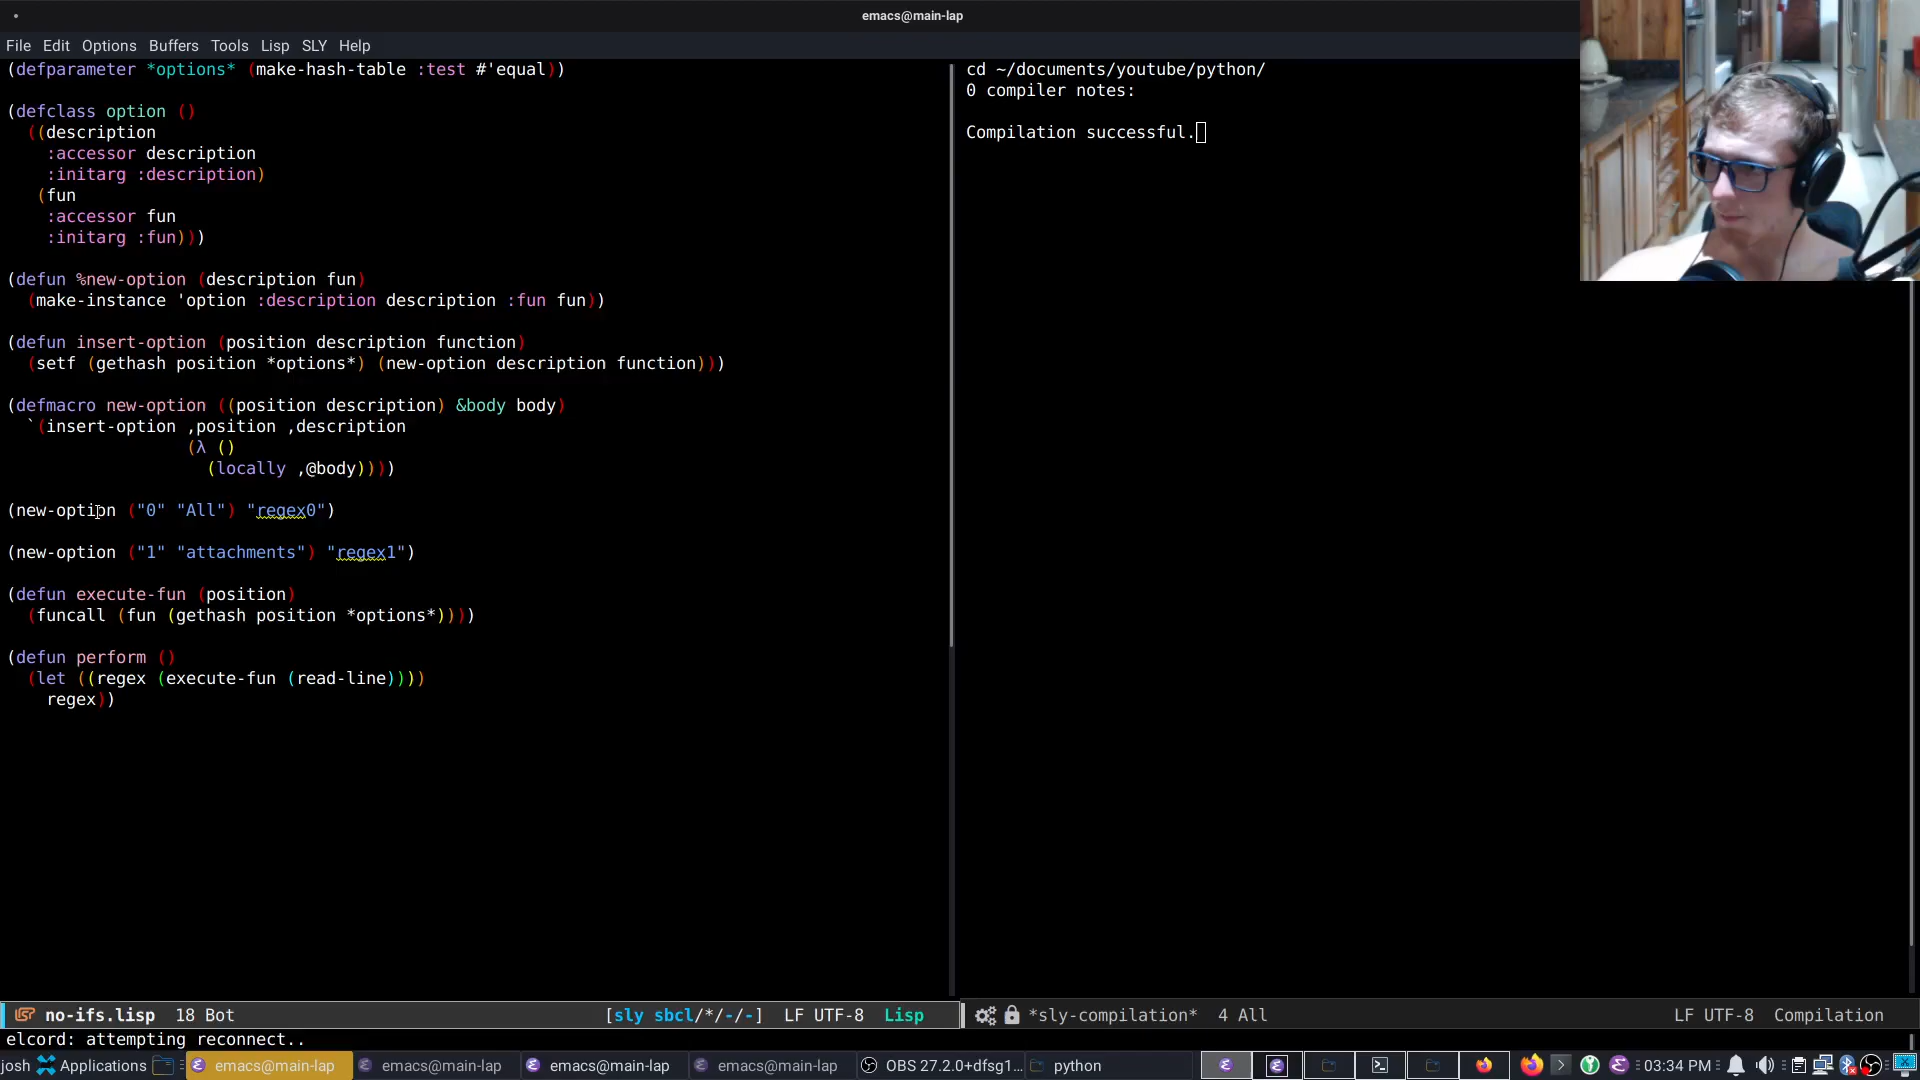 emacs@main-lap
File Edit Options Buffers Tools Lisp SLY Help
(defparameter *options* (make-hash-table :test #'equal))
(defclass option ()
((description
:accessor description
:initarg :description)
(fun
:accessor fun
:initarg :fun)))
(defun %new-option (description fun)
(make-instance 'option :description description :fun fun))
(defun insert-option (position description function)
(setf (gethash position *options*) (new-option description function)))
(defmacro new-option ((position description) &body body)
`(insert-option ,position ,description
(λ ()
(locally ,@body))))
(new-option ("0" "All") "regex0")
(new-option ("1" "attachments") "regex1")
(defun execute-fun (position)
(funcall (fun (gethash position *options*))))
(defun perform ()
(let ((regex (execute-fun (read-line))))
regex))
cd ~/documents/youtube/python/
0 compiler notes:
Compilation successful.
no-ifs.lisp 18 Bot [sly sbcl/*/-/-] LF UTF-8 Lisp
*sly-compilation* 4 All LF UTF-8 Compilation
elcord: attempting reconnect..
josh Applications emacs@main-lap emacs@main-lap emacs@main-lap emacs@main-lap OBS 27.2.0+dfsg1... python 03:34 PM